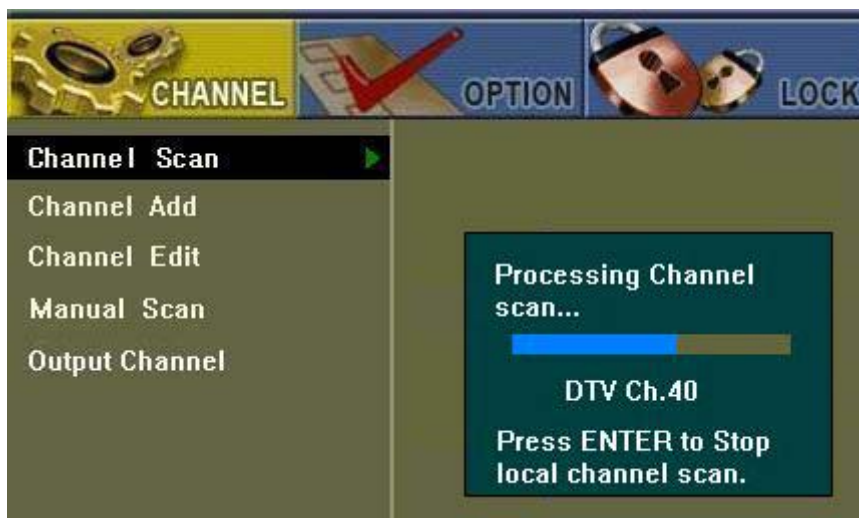 CHANNEL
OPTION
LOCK
Channel Scan
Channel Add
Channel Edit
Manual Scan
Output Channel
Processing Channel
scan...
DTV Ch.40
Press ENTER to Stop
local channel scan.